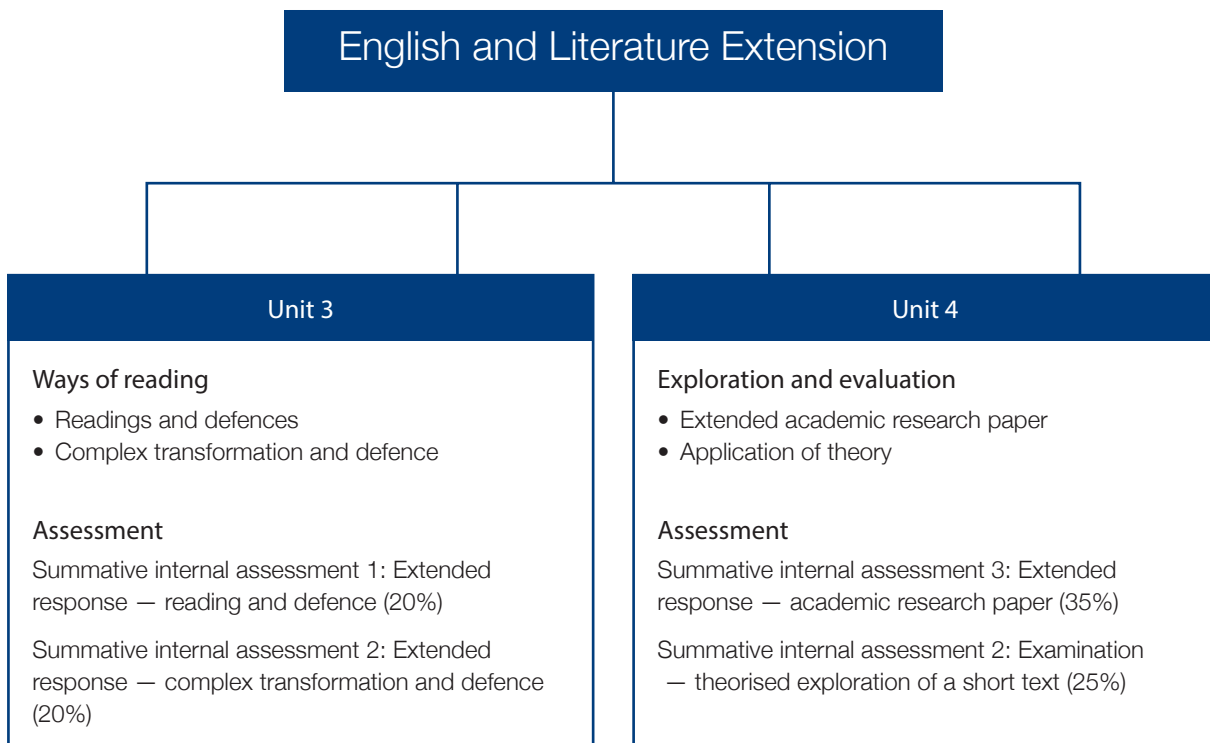 English and Literature Extension
Unit 3
Ways of reading
• Readings and defences
• Complex transformation and defence
Assessment
Summative internal assessment 1: Extended
response — reading and defence (20%)
Summative internal assessment 2: Extended
response — complex transformation and defence
(20%)
Unit 4
Exploration and evaluation
• Extended academic research paper
• Application of theory
Assessment
Summative internal assessment 3: Extended
response — academic research paper (35%)
Summative internal assessment 2: Examination
— theorised exploration of a short text (25%)